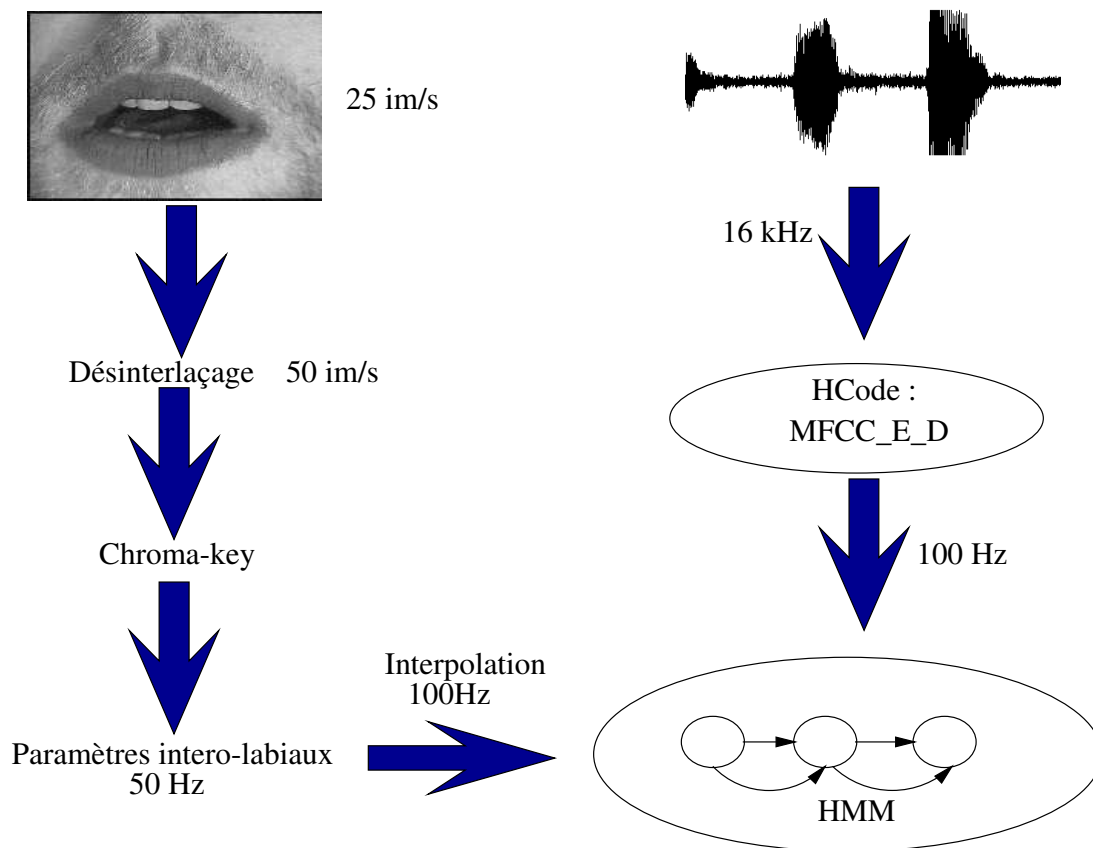 25 im/s
16 kHz
Désinterlaçage 50 im/s
HCode :
MFCC_E_D
Chroma-key
100 Hz
Interpolation
100Hz
Paramètres intero-labiaux
50 Hz
HMM